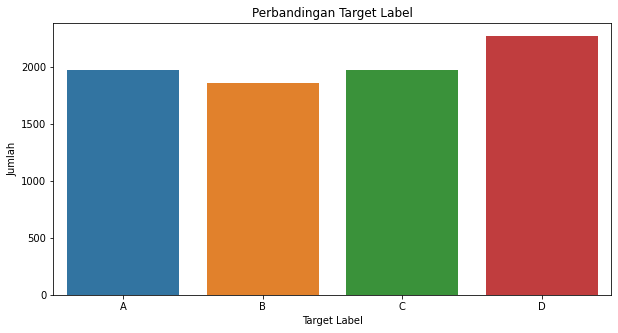 Perbandingan Target Label
Jumlah
2000
1500
1000
500
0
A B C D
Target Label